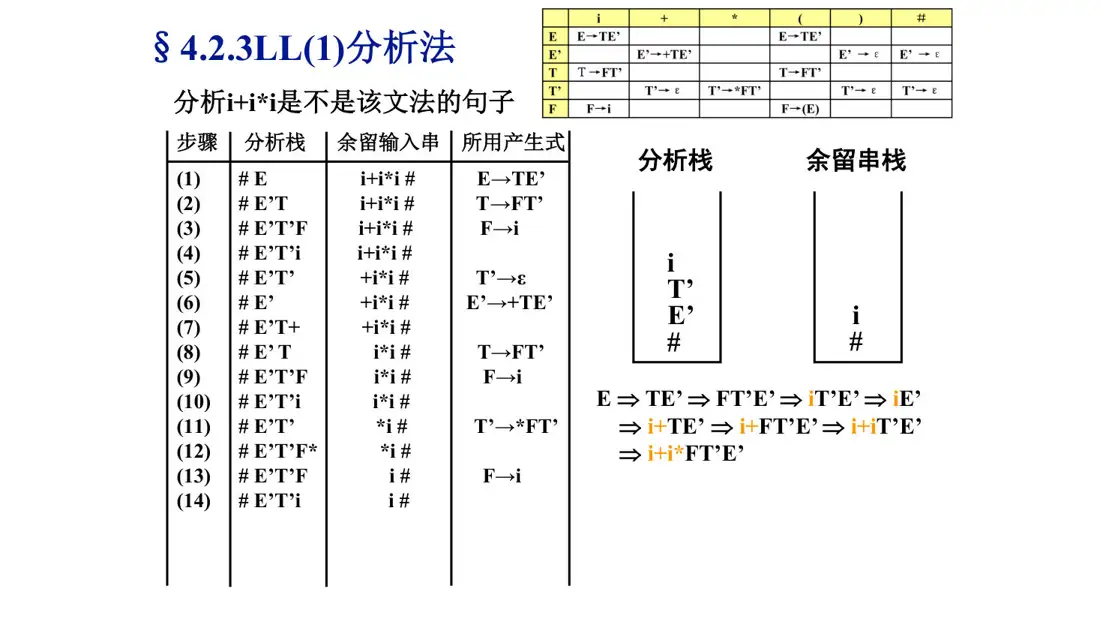 §4.2.3LL(1)分析法
分析i+i*i是不是该文法的句子
i + * ( ) #
E E→TE’ E→TE’
E’ E’→+TE’ E’→ε E’→ε
T T→FT’ T→FT’
T’ T’→ε T’→*FT’ T’→ε T’→ε
F F→i F→(E)
步骤 分析栈 余留输入串 所用产生式
(1) # E i+i*i # E→TE’
(2) # E’T i+i*i # T→FT’
(3) # E’T’F i+i*i # F→i
(4) # E’T’i i+i*i #
(5) # E’T’ +i*i # T’→ε
(6) # E’ +i*i # E’→+TE’
(7) # E’T+ +i*i #
(8) # E’ T i*i # T→FT’
(9) # E’T’F i*i # F→i
(10) # E’T’i i*i #
(11) # E’T’ *i # T’→*FT’
(12) # E’T’F* *i #
(13) # E’T’F i # F→i
(14) # E’T’i i #
分析栈 余留串栈
i
T’
E’ i
# #
E ⇒ TE’ ⇒ FT’E’ ⇒ iT’E’ ⇒ iE’
⇒ i+TE’ ⇒ i+FT’E’ ⇒ i+iT’E’
⇒ i+i*FT’E’